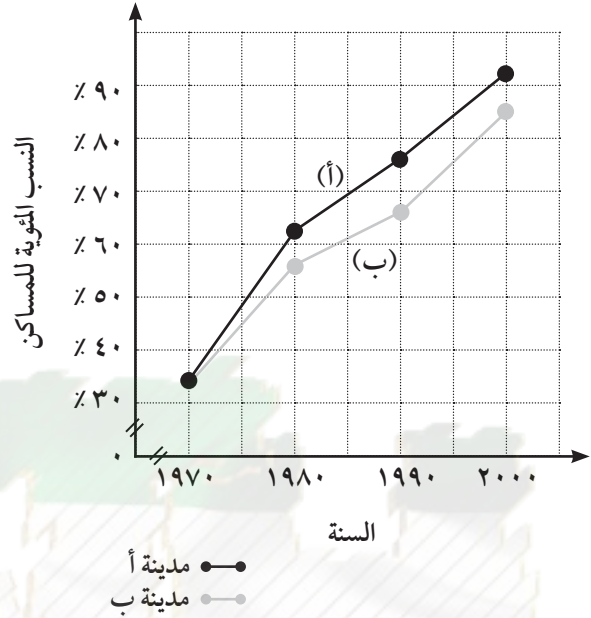 النسب المئوية للمساكن
٩٠ ٪
٨٠ ٪
٧٠ ٪
٦٠ ٪
٥٠ ٪
٤٠ ٪
٣٠ ٪
٠
(أ)
(ب)
١٩٧٠ ١٩٨٠ ١٩٩٠ ٢٠٠٠
السنة
مدينة أ
مدينة ب